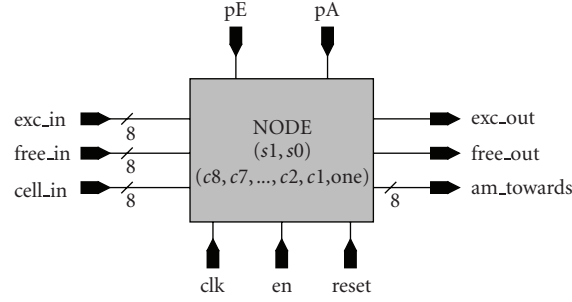 pE pA
exc_in 8 NODE exc_out
free_in 8 (s1, s0) free_out
cell_in 8 (c8, c7, ..., c2, c1,one) 8 am_towards
clk en reset